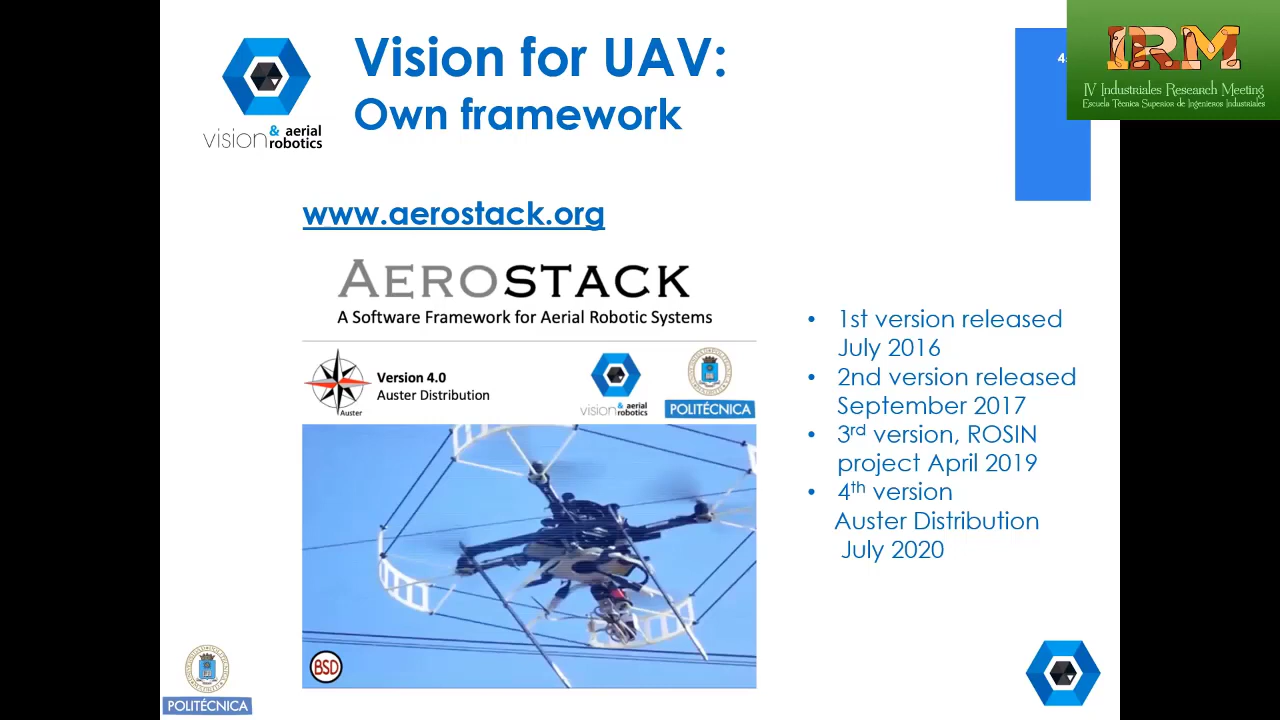 Vision for UAV:
Own framework
vision & aerial robotics
IRM
IV Industriales Research Meeting
Escuela Técnica Superior de Ingenieros Industriales
www.aerostack.org
AEROSTACK
A Software Framework for Aerial Robotic Systems
Auster
Version 4.0
Auster Distribution
vision & aerial robotics
POLITÉCNICA
• 1st version released
July 2016
• 2nd version released
September 2017
• 3rd version, ROSIN
project April 2019
• 4th version
Auster Distribution
July 2020
BSD
POLITÉCNICA